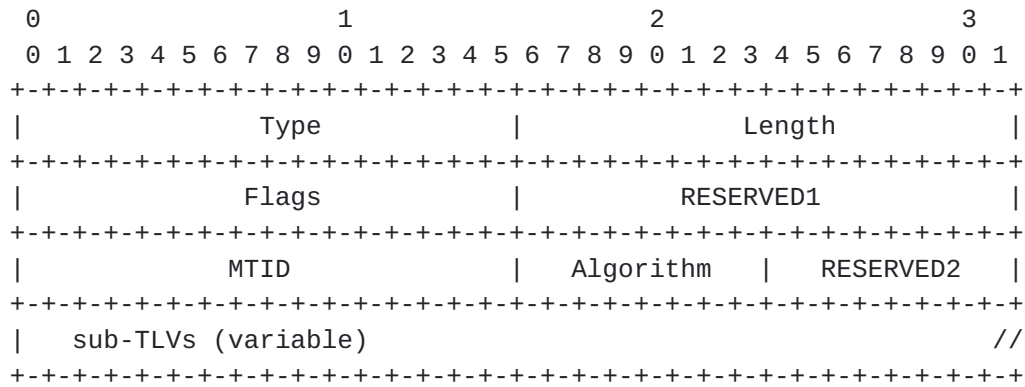 0                   1                   2                   3
 0 1 2 3 4 5 6 7 8 9 0 1 2 3 4 5 6 7 8 9 0 1 2 3 4 5 6 7 8 9 0 1
+-+-+-+-+-+-+-+-+-+-+-+-+-+-+-+-+-+-+-+-+-+-+-+-+-+-+-+-+-+-+-+-+
|               Type            |              Length           |
+-+-+-+-+-+-+-+-+-+-+-+-+-+-+-+-+-+-+-+-+-+-+-+-+-+-+-+-+-+-+-+-+
|              Flags            |          RESERVED1            |
+-+-+-+-+-+-+-+-+-+-+-+-+-+-+-+-+-+-+-+-+-+-+-+-+-+-+-+-+-+-+-+-+
|             MTID              |   Algorithm   |   RESERVED2   |
+-+-+-+-+-+-+-+-+-+-+-+-+-+-+-+-+-+-+-+-+-+-+-+-+-+-+-+-+-+-+-+-+
|   sub-TLVs (variable)                                        //
+-+-+-+-+-+-+-+-+-+-+-+-+-+-+-+-+-+-+-+-+-+-+-+-+-+-+-+-+-+-+-+-+